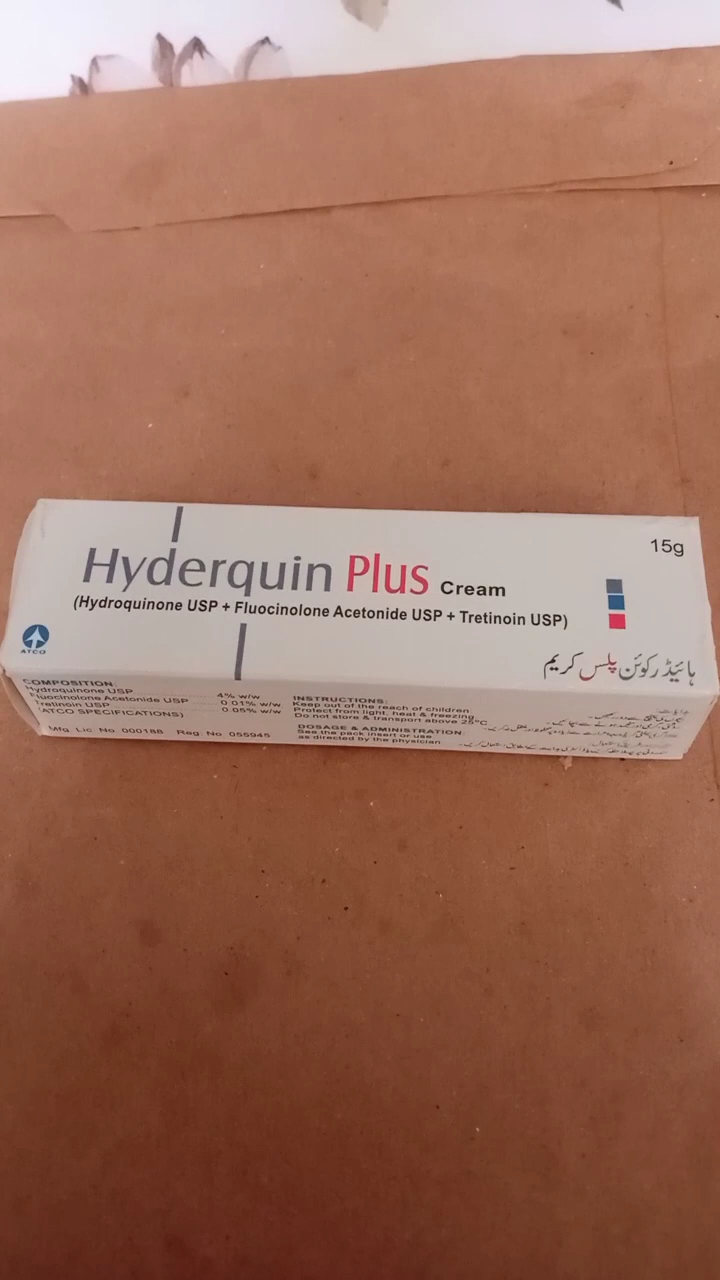 15g
Hyderquin Plus Cream
(Hydroquinone USP + Fluocinolone Acetonide USP + Tretinoin USP)
ہائیڈرکوئن پلس کریم
ATCO
COMPOSITION:
Hydroquinone USP 4% w/w
Fluocinolone Acetonide USP 0.01% w/w
Tretinoin USP 0.05% w/w
(ATCO SPECIFICATIONS)
Mfg. Lic. No. 000188 Reg. No. 055945
INSTRUCTIONS:
Keep out of the reach of children.
Protect from light, heat & freezing.
Do not store & transport above 25°C
DOSAGE & ADMINISTRATION:
See the pack insert or use
as directed by the physician